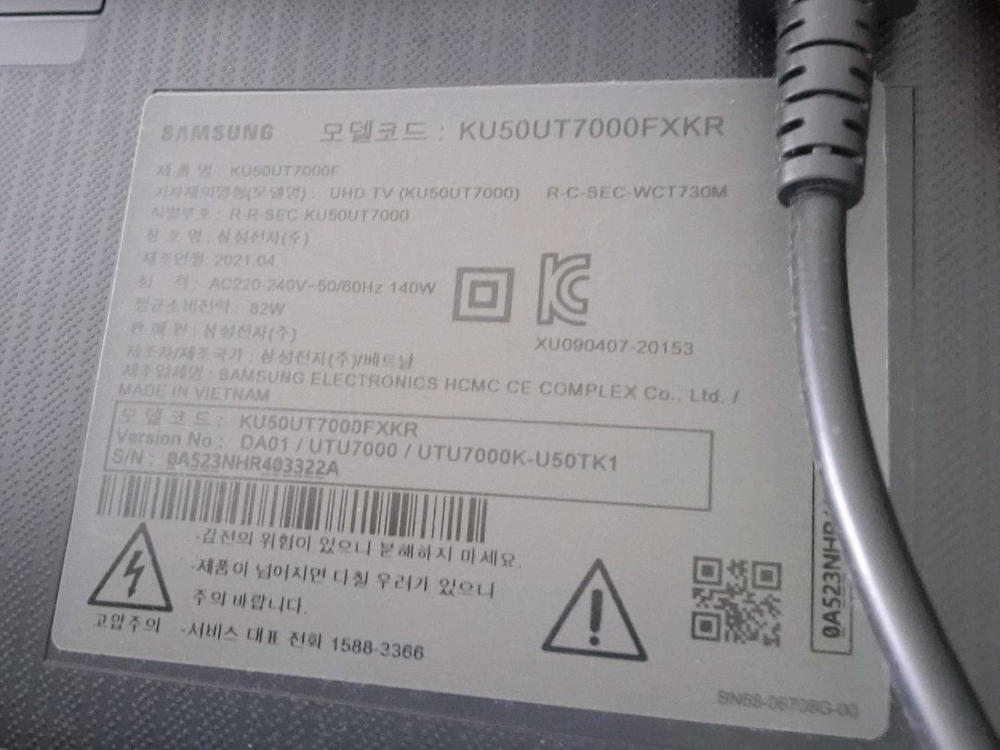 SAMSUNG 모델코드 : KU50UT7000FXKR
제품명 : KU50UT7000F
기자재의명칭(모델명) : UHD TV (KU50UT7000) R-C-SEC-WCT730M
식별부호 : R-R-SEC-KU50UT7000
상호명 : 삼성전자(주)
제조연월: 2021.04
정 격 : AC220-240V~50/60Hz 140W
평균소비전력 : 82W
판매원 : 삼성전자(주)
제조자/제조국가 : 삼성전자(주)/베트남
제조업체명 : SAMSUNG ELECTRONICS HCMC CE COMPLEX Co., Ltd. /
MADE IN VIETNAM
XU090407-20153
모델코드 : KU50UT7000FXKR
Version No : DA01 / UTU7000 / UTU7000K-U50TK1
S/N : 0A523NHR403322A
-감전의 위험이 있으니 분해하지 마세요.
-제품이 넘어지면 다칠 우려가 있으니
주의 바랍니다.
고압주의 -서비스 대표 전화 1588-3366
0A523NHR
BN68-06708G-00